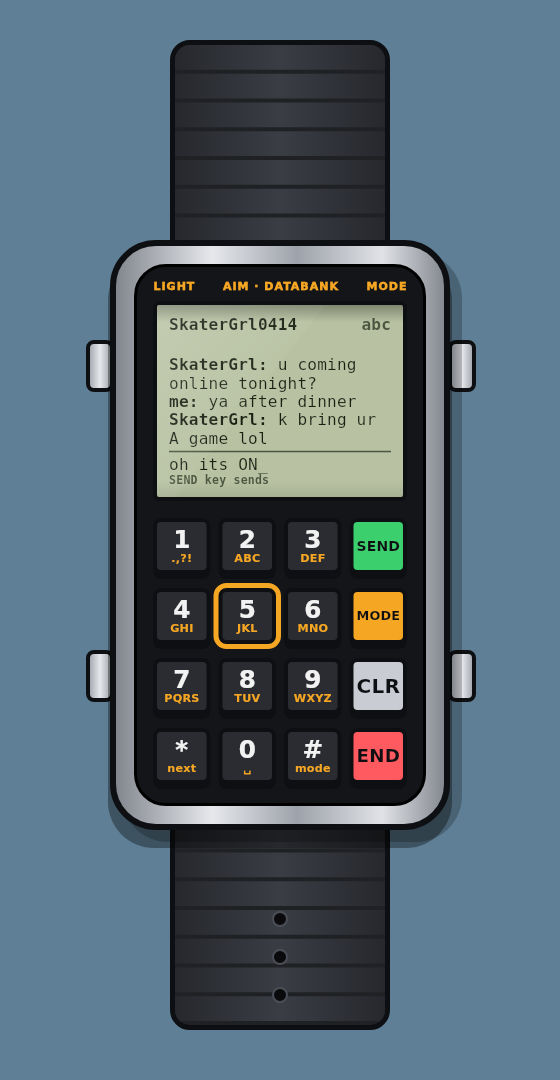 LIGHT AIM · DATABANK MODE
SkaterGrl0414 abc
SkaterGrl: u coming
online tonight?
me: ya after dinner
SkaterGrl: k bring ur
A game lol
oh its ON_
SEND key sends
1 2 3 SEND
.,?! ABC DEF
4 5 6 MODE
GHI JKL MNO
7 8 9 CLR
PQRS TUV WXYZ
* 0 # END
next ␣ mode